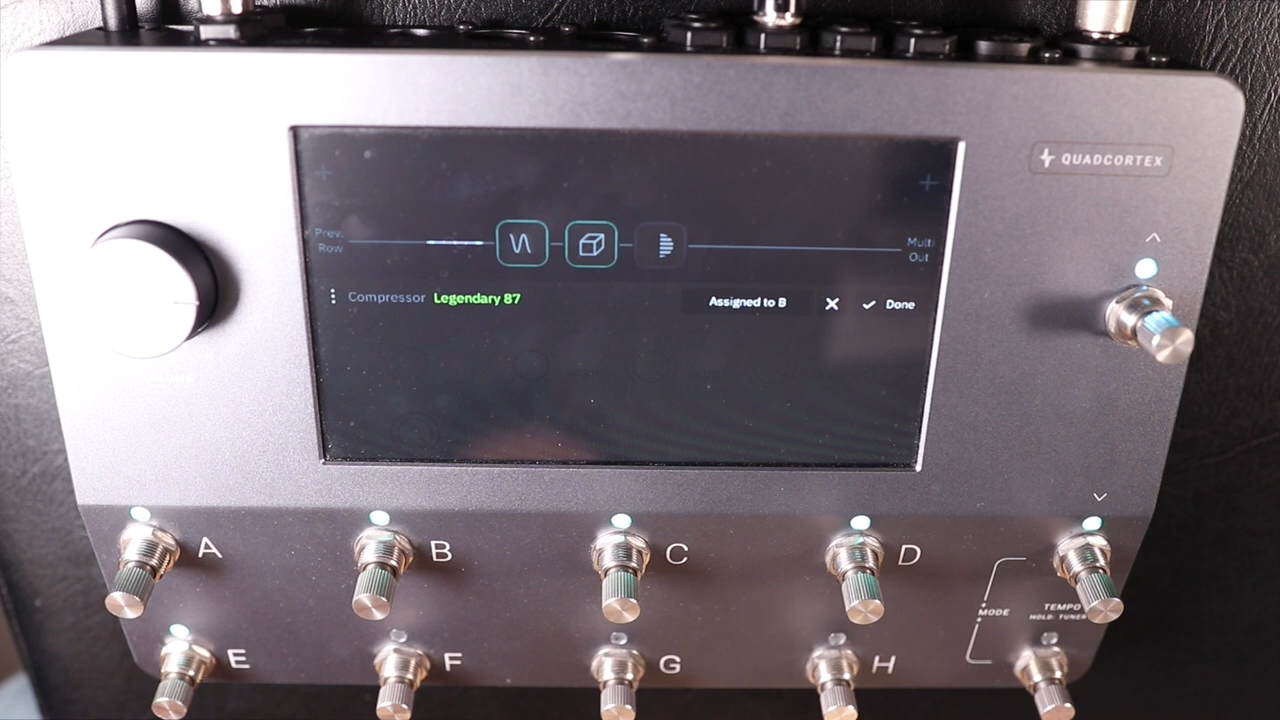 QUADCORTEX
Prev.
Row
Multi
Out
Compressor Legendary 87
Assigned to B
Done
A
B
C
D
MODE
TEMPO
HOLD: TUNER
E
F
G
H